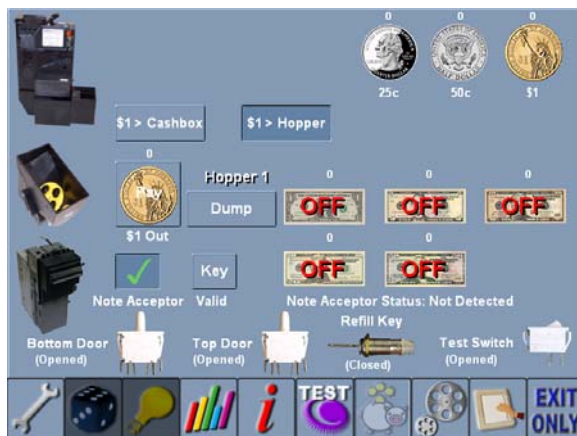 0 0 0
25c 50c $1
$1 > Cashbox $1 > Hopper
0 Hopper 1 0 0 0
Play Dump OFF OFF OFF
$1 Out 0 0
Key OFF OFF
Note Acceptor Valid Note Acceptor Status: Not Detected
Refill Key
Bottom Door Top Door Test Switch
(Opened) (Opened) (Closed) (Opened)
TEST EXIT
ONLY